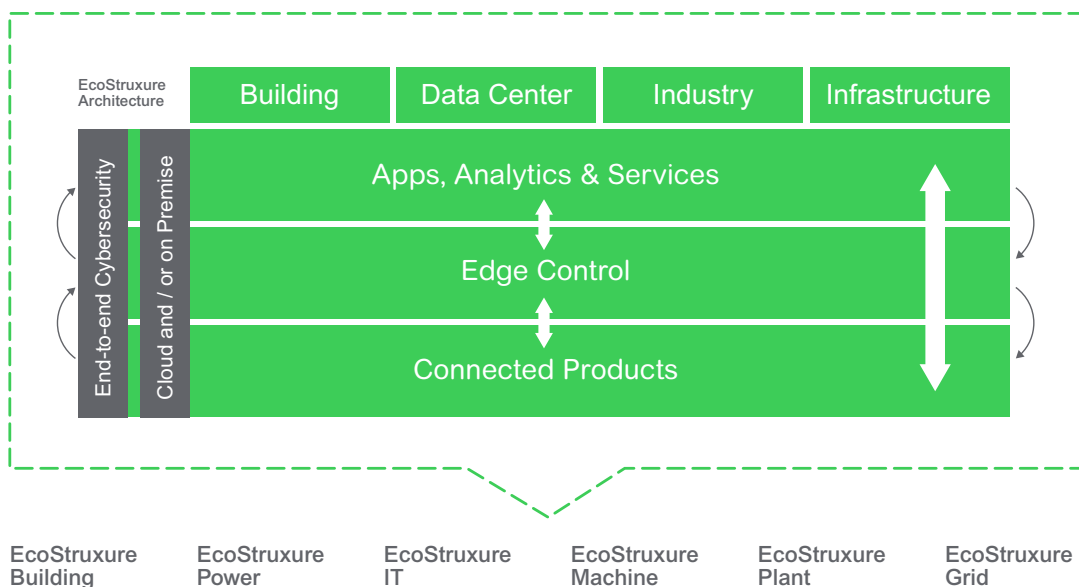 EcoStruxure
Architecture
Building
Data Center
Industry
Infrastructure
End-to-end Cybersecurity
Cloud and / or on Premise
Apps, Analytics & Services
Edge Control
Connected Products
EcoStruxure
Building
EcoStruxure
Power
EcoStruxure
IT
EcoStruxure
Machine
EcoStruxure
Plant
EcoStruxure
Grid